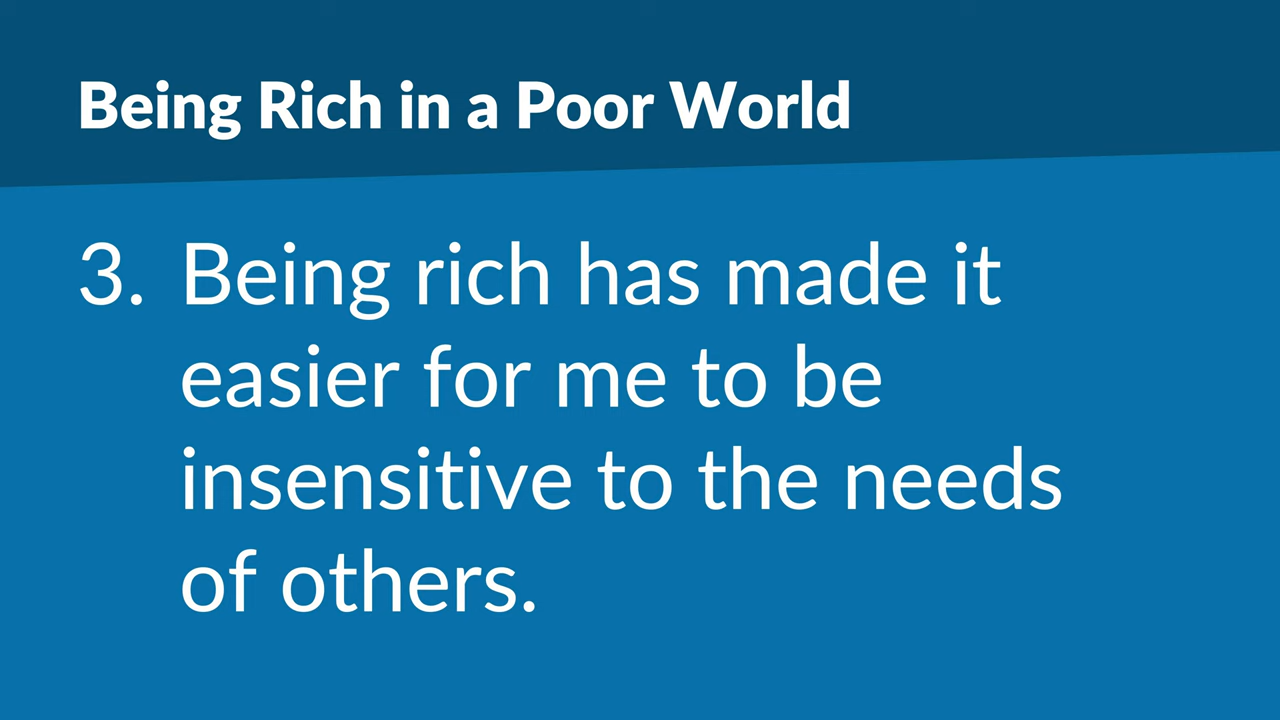 Being Rich in a Poor World
3. Being rich has made it
easier for me to be
insensitive to the needs
of others.